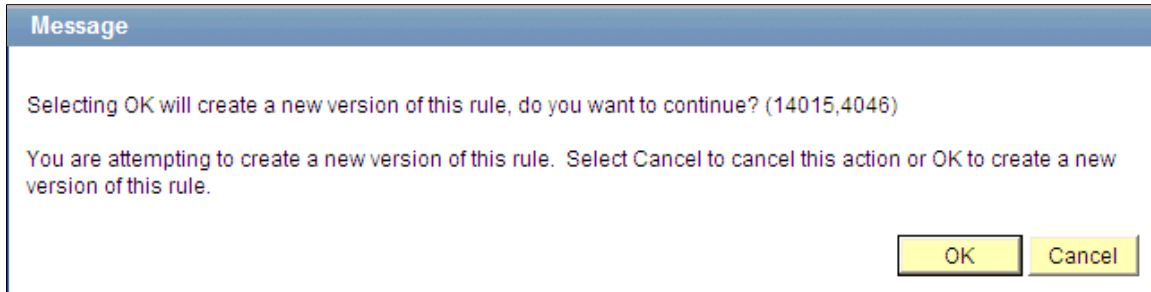 Message
Selecting OK will create a new version of this rule, do you want to continue? (14015,4046)
You are attempting to create a new version of this rule.  Select Cancel to cancel this action or OK to create a new
version of this rule.
OK Cancel